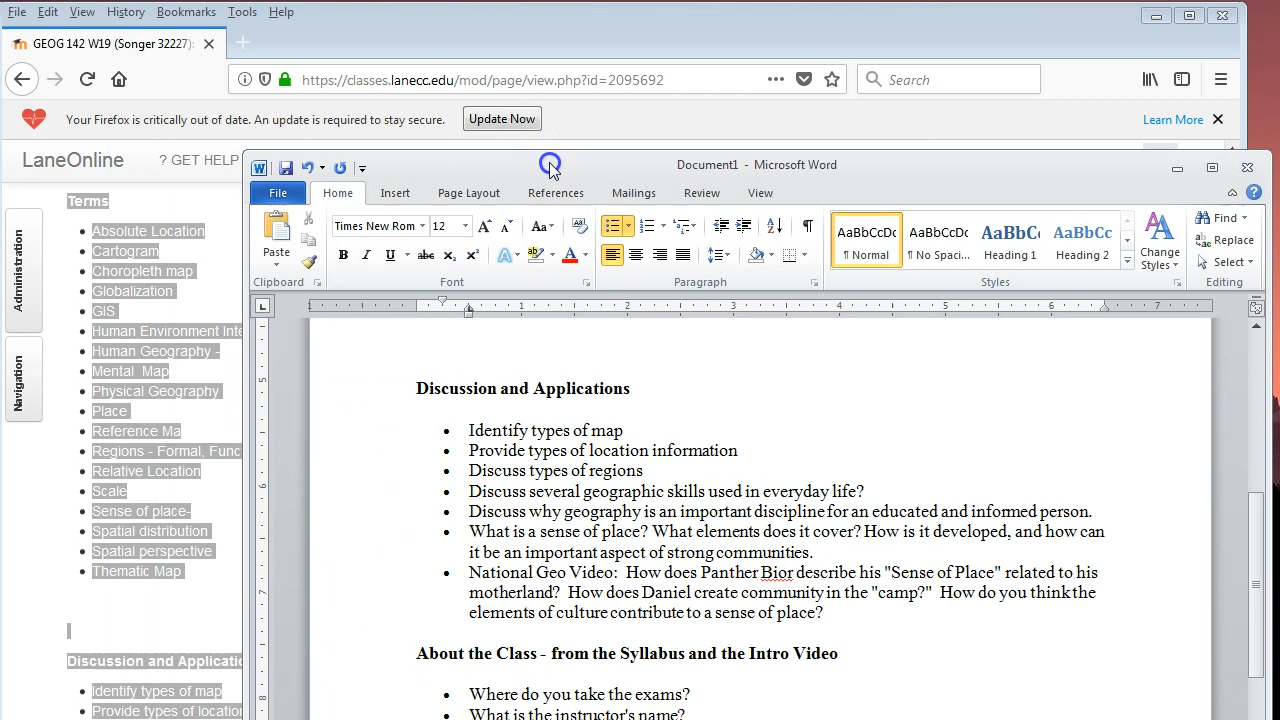 File Edit View History Bookmarks Tools Help
GEOG 142 W19 (Songer 32227):
https://classes.lanecc.edu/mod/page/view.php?id=2095692
Search
Your Firefox is critically out of date. An update is required to stay secure.
Update Now
Learn More
LaneOnline
? GET HELP
Administration
Navigation
Terms
Absolute Location
Cartogram
Choropleth map
Globalization
GIS
Human Environment Inte
Human Geography -
Mental Map
Physical Geography
Place
Reference Ma
Regions - Formal, Func
Relative Location
Scale
Sense of place-
Spatial distribution
Spatial perspective
Thematic Map
Discussion and Applicatio
Identify types of map
Provide types of location
Document1 - Microsoft Word
File Home Insert Page Layout References Mailings Review View
Paste
Clipboard
Times New Rom 12
Font
Paragraph
AaBbCcDc
¶ Normal
AaBbCcDc
¶ No Spaci...
AaBbCc
Heading 1
AaBbCc
Heading 2
Change Styles
Styles
Find
Replace
Select
Editing
1 2 3 4 5 6 7
Discussion and Applications
Identify types of map
Provide types of location information
Discuss types of regions
Discuss several geographic skills used in everyday life?
Discuss why geography is an important discipline for an educated and informed person.
What is a sense of place? What elements does it cover? How is it developed, and how can
it be an important aspect of strong communities.
National Geo Video: How does Panther Bior describe his "Sense of Place" related to his
motherland? How does Daniel create community in the "camp?" How do you think the
elements of culture contribute to a sense of place?
About the Class - from the Syllabus and the Intro Video
Where do you take the exams?
What is the instructor's name?